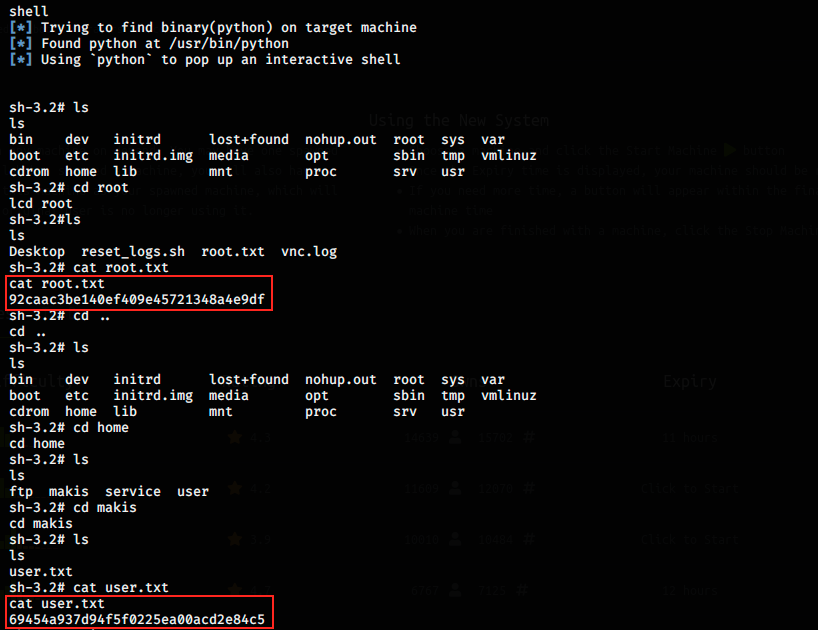 shell
[*] Trying to find binary(python) on target machine
[*] Found python at /usr/bin/python
[*] Using `python` to pop up an interactive shell
sh-3.2# ls
ls
Using the New System
bin dev initrd lost+found nohup.out root sys var
boot etc initrd.img media opt sbin tmp vmlinuz
cdrom home lib mnt proc srv usr
sh-3.2# cd root
lcd root
sh-3.2#ls
ls
Desktop reset_logs.sh root.txt vnc.log
sh-3.2# cat root.txt
cat root.txt
92caac3be140ef409e45721348a4e9df
sh-3.2# cd ..
cd ..
sh-3.2# ls
ls
bin dev initrd lost+found nohup.out root sys var
boot etc initrd.img media opt sbin tmp vmlinuz
cdrom home lib mnt proc srv usr
Expiry
sh-3.2# cd home
cd home
sh-3.2# ls
ls
ftp makis service user
sh-3.2# cd makis
cd makis
sh-3.2# ls
ls
user.txt
sh-3.2# cat user.txt
cat user.txt
69454a937d94f5f0225ea00acd2e84c5